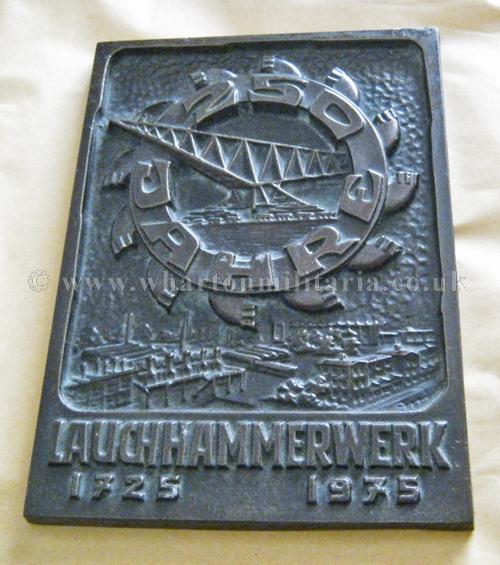 250
JAHRE
© www.whartonmilitaria.co.uk
LAUCHHAMMERWERK
1725 1975